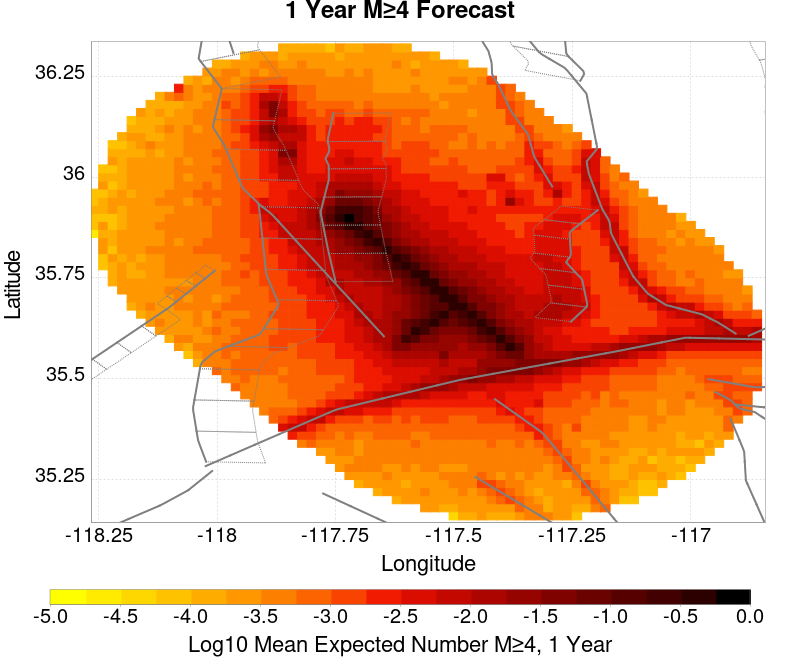 1 Year M≥4 Forecast
Latitude
36.25
36
35.75
35.5
35.25
-118.25 -118 -117.75 -117.5 -117.25 -117
Longitude
-5.0 -4.5 -4.0 -3.5 -3.0 -2.5 -2.0 -1.5 -1.0 -0.5 0.0
Log10 Mean Expected Number M≥4, 1 Year